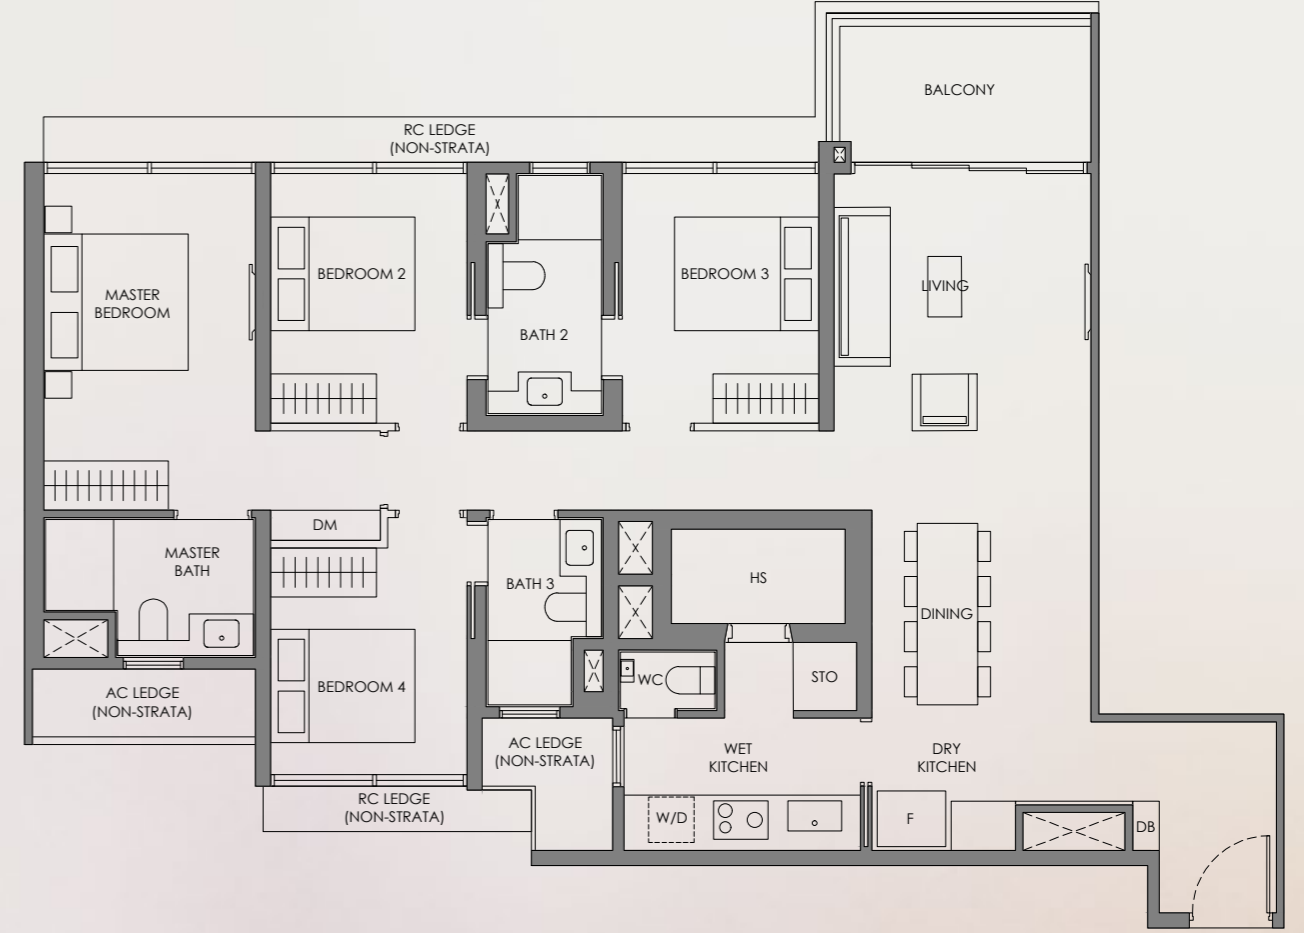 BALCONY
RC LEDGE
(NON-STRATA)
MASTER
BEDROOM
BEDROOM 2
BATH 2
BEDROOM 3
LIVING
DM
MASTER
BATH
BATH 3
HS
DINING
BEDROOM 4
WC
STO
AC LEDGE
(NON-STRATA)
AC LEDGE
(NON-STRATA)
WET
KITCHEN
DRY
KITCHEN
RC LEDGE
(NON-STRATA)
W/D
F
DB